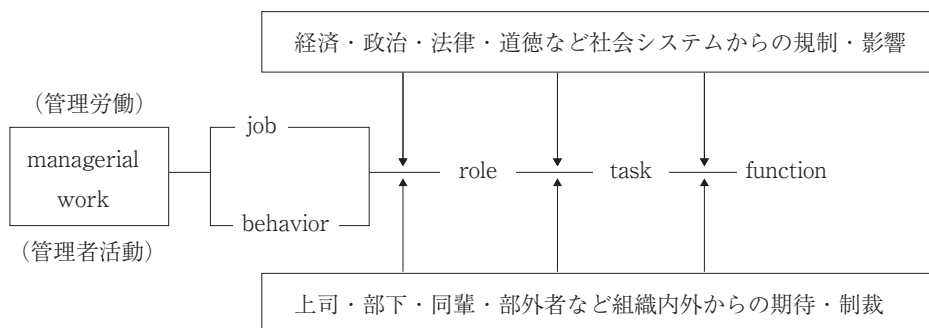 経済・政治・法律・道徳など社会システムからの規制・影響
（管理労働）
job
managerial
work
role
task
function
behavior
（管理者活動）
上司・部下・同輩・部外者など組織内外からの期待・制裁